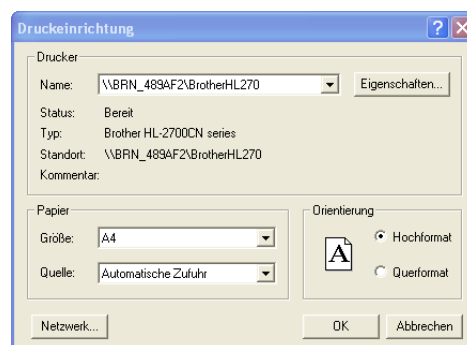 Druckeinrichtung
Drucker
Name: \\BRN_489AF2\BrotherHL270 Eigenschaften...
Status: Bereit
Typ: Brother HL-2700CN series
Standort: \\BRN_489AF2\BrotherHL270
Kommentar:
Papier
Größe: A4
Quelle: Automatische Zufuhr
Orientierung
A
Hochformat
Querformat
Netzwerk... OK Abbrechen